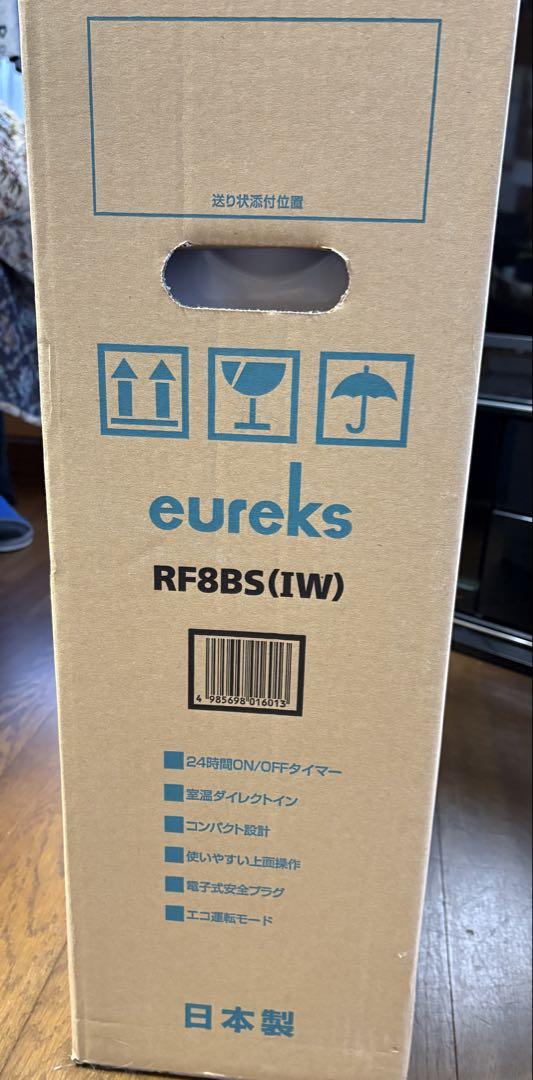 送り状添付位置
eureks
RF8BS(IW)
4 985698 016013
■24時間ON/OFFタイマー
■室温ダイレクトイン
■コンパクト設計
■使いやすい上面操作
■電子式安全プラグ
■エコ運転モード
日本製